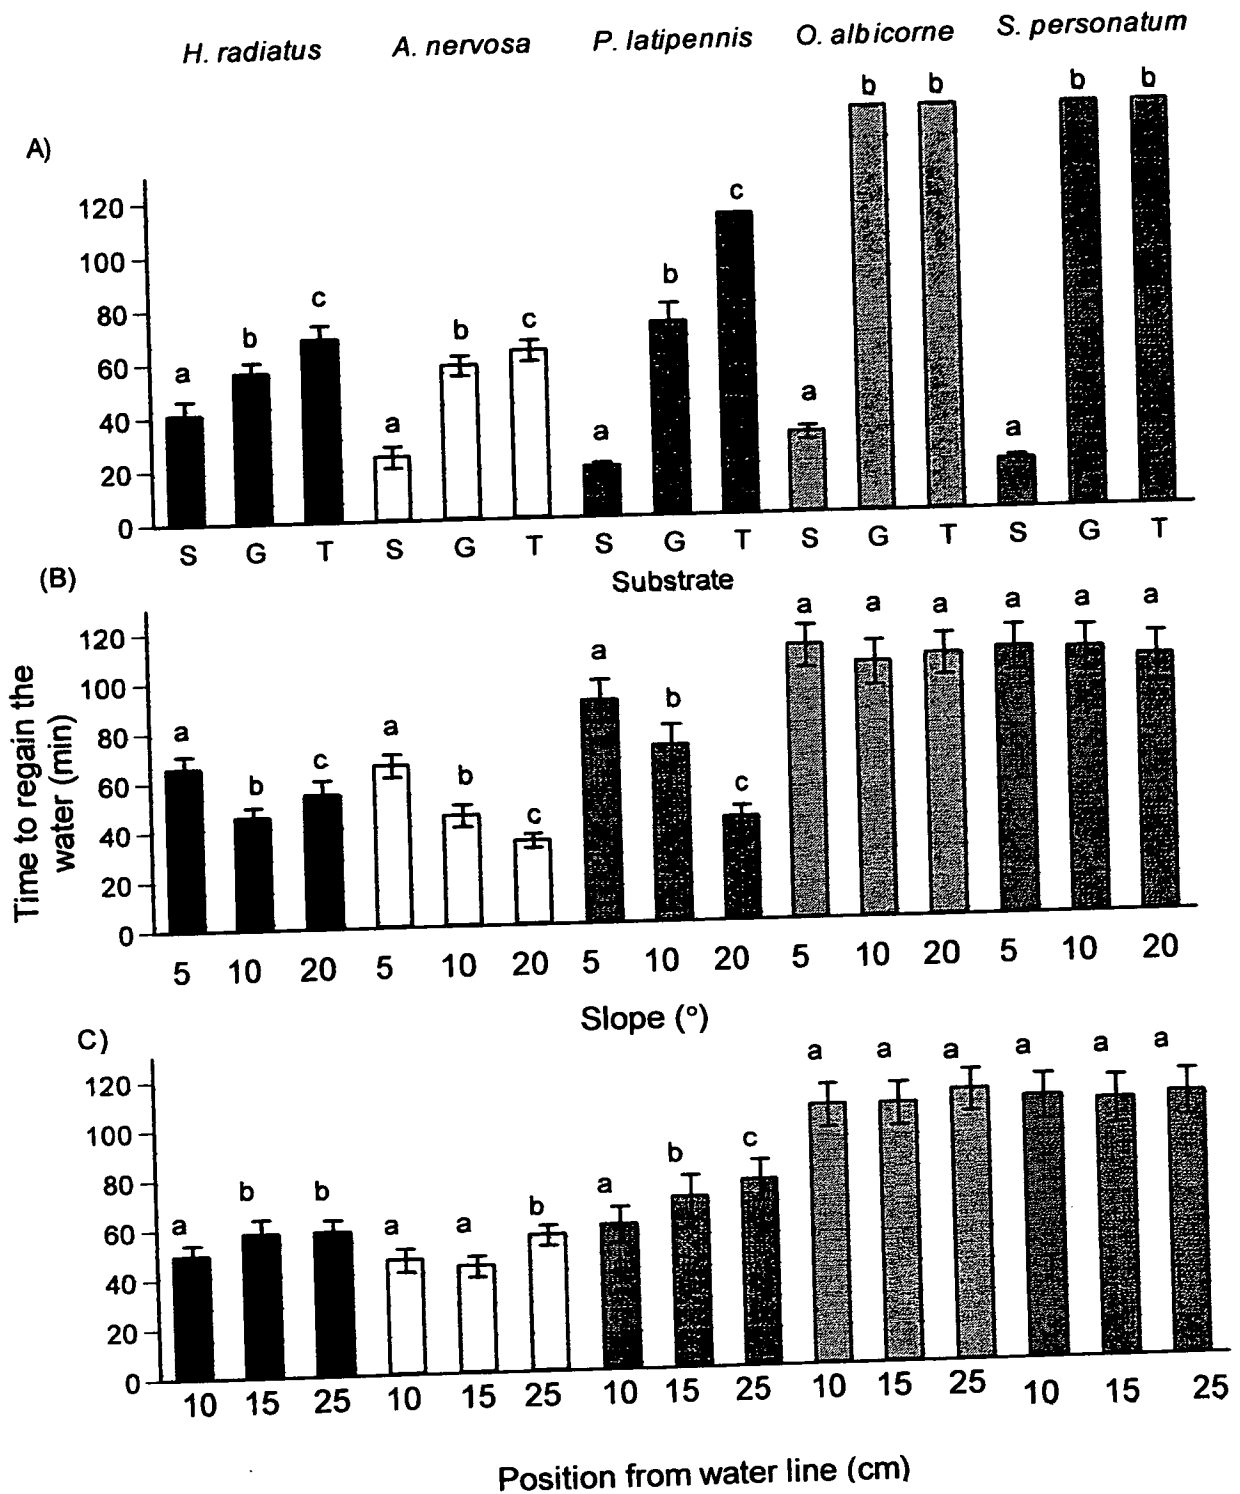 H. radiatus A. nervosa P. latipennis O. albicorne S. personatum
A)
b b b b
c
b
c
b c
b
a
a
a
a
a
120
100
80
60
40
20
0
S G T S G T S G T S G T S G T
Substrate
(B)
Time to regain the
water (min)
a a a a a a
a
b
a
a
b
c
b
c
c
120
100
80
60
40
20
0
5 10 20 5 10 20 5 10 20 5 10 20 5 10 20
Slope (°)
C)
a a a a a a
a b b a a b a b c
120
100
80
60
40
20
0
10 15 25 10 15 25 10 15 25 10 15 25 10 15 25
Position from water line (cm)